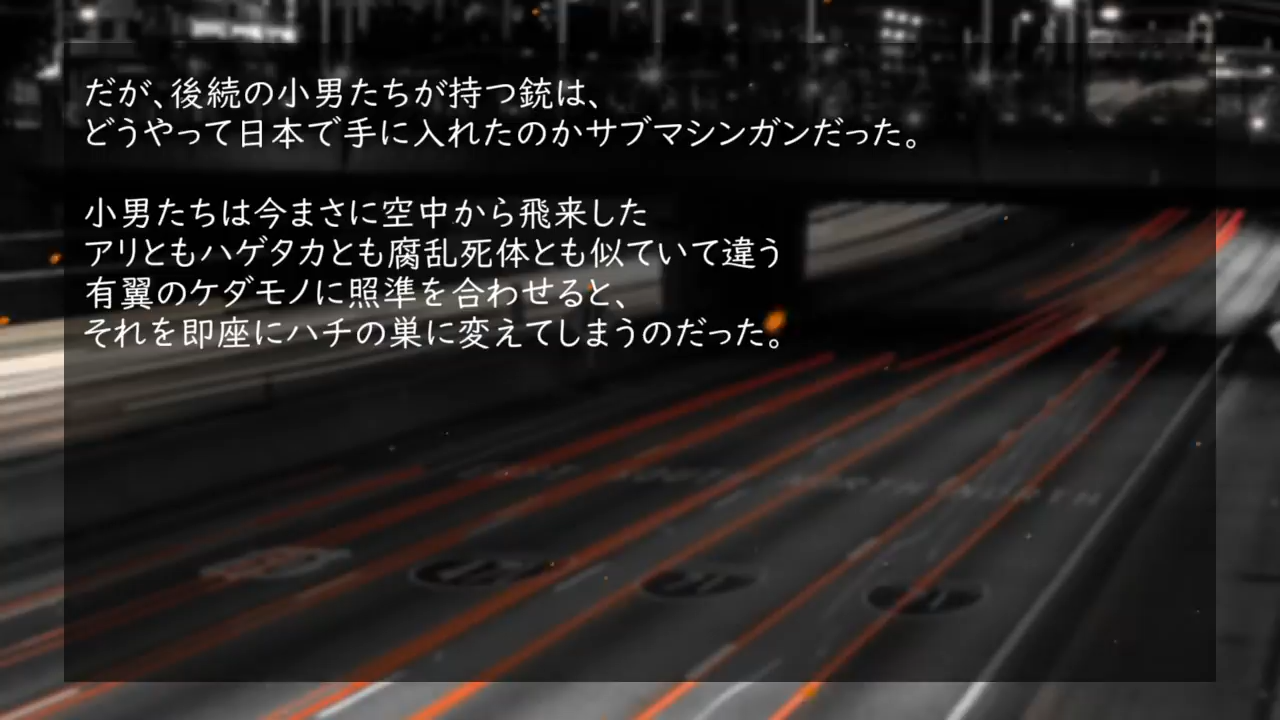 だが、後続の小男たちが持つ銃は、
どうやって日本で手に入れたのかサブマシンガンだった。
小男たちは今まさに空中から飛来した
アリともハゲタカとも腐乱死体とも似ていて違う
有翼のケダモノに照準を合わせると、
それを即座にハチの巣に変えてしまうのだった。